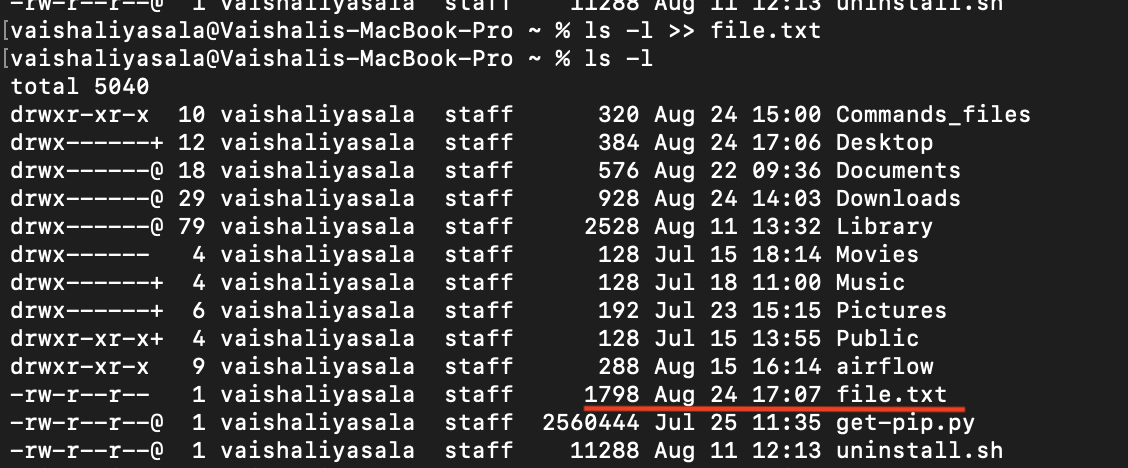 -rw-r--r--@  1 vaishaliyasala  staff    11288 Aug 11 12:13 uninstall.sh
[vaishaliyasala@Vaishalis-MacBook-Pro ~ % ls -l >> file.txt
[vaishaliyasala@Vaishalis-MacBook-Pro ~ % ls -l
total 5040
drwxr-xr-x  10 vaishaliyasala  staff      320 Aug 24 15:00 Commands_files
drwx------+ 12 vaishaliyasala  staff      384 Aug 24 17:06 Desktop
drwx------@ 18 vaishaliyasala  staff      576 Aug 22 09:36 Documents
drwx------@ 29 vaishaliyasala  staff      928 Aug 24 14:03 Downloads
drwx------@ 79 vaishaliyasala  staff     2528 Aug 11 13:32 Library
drwx------   4 vaishaliyasala  staff      128 Jul 15 18:14 Movies
drwx------+  4 vaishaliyasala  staff      128 Jul 18 11:00 Music
drwx------+  6 vaishaliyasala  staff      192 Jul 23 15:15 Pictures
drwxr-xr-x+  4 vaishaliyasala  staff      128 Jul 15 13:55 Public
drwxr-xr-x   9 vaishaliyasala  staff      288 Aug 15 16:14 airflow
-rw-r--r--   1 vaishaliyasala  staff     1798 Aug 24 17:07 file.txt
-rw-r--r--@  1 vaishaliyasala  staff  2560444 Jul 25 11:35 get-pip.py
-rw-r--r--@  1 vaishaliyasala  staff    11288 Aug 11 12:13 uninstall.sh